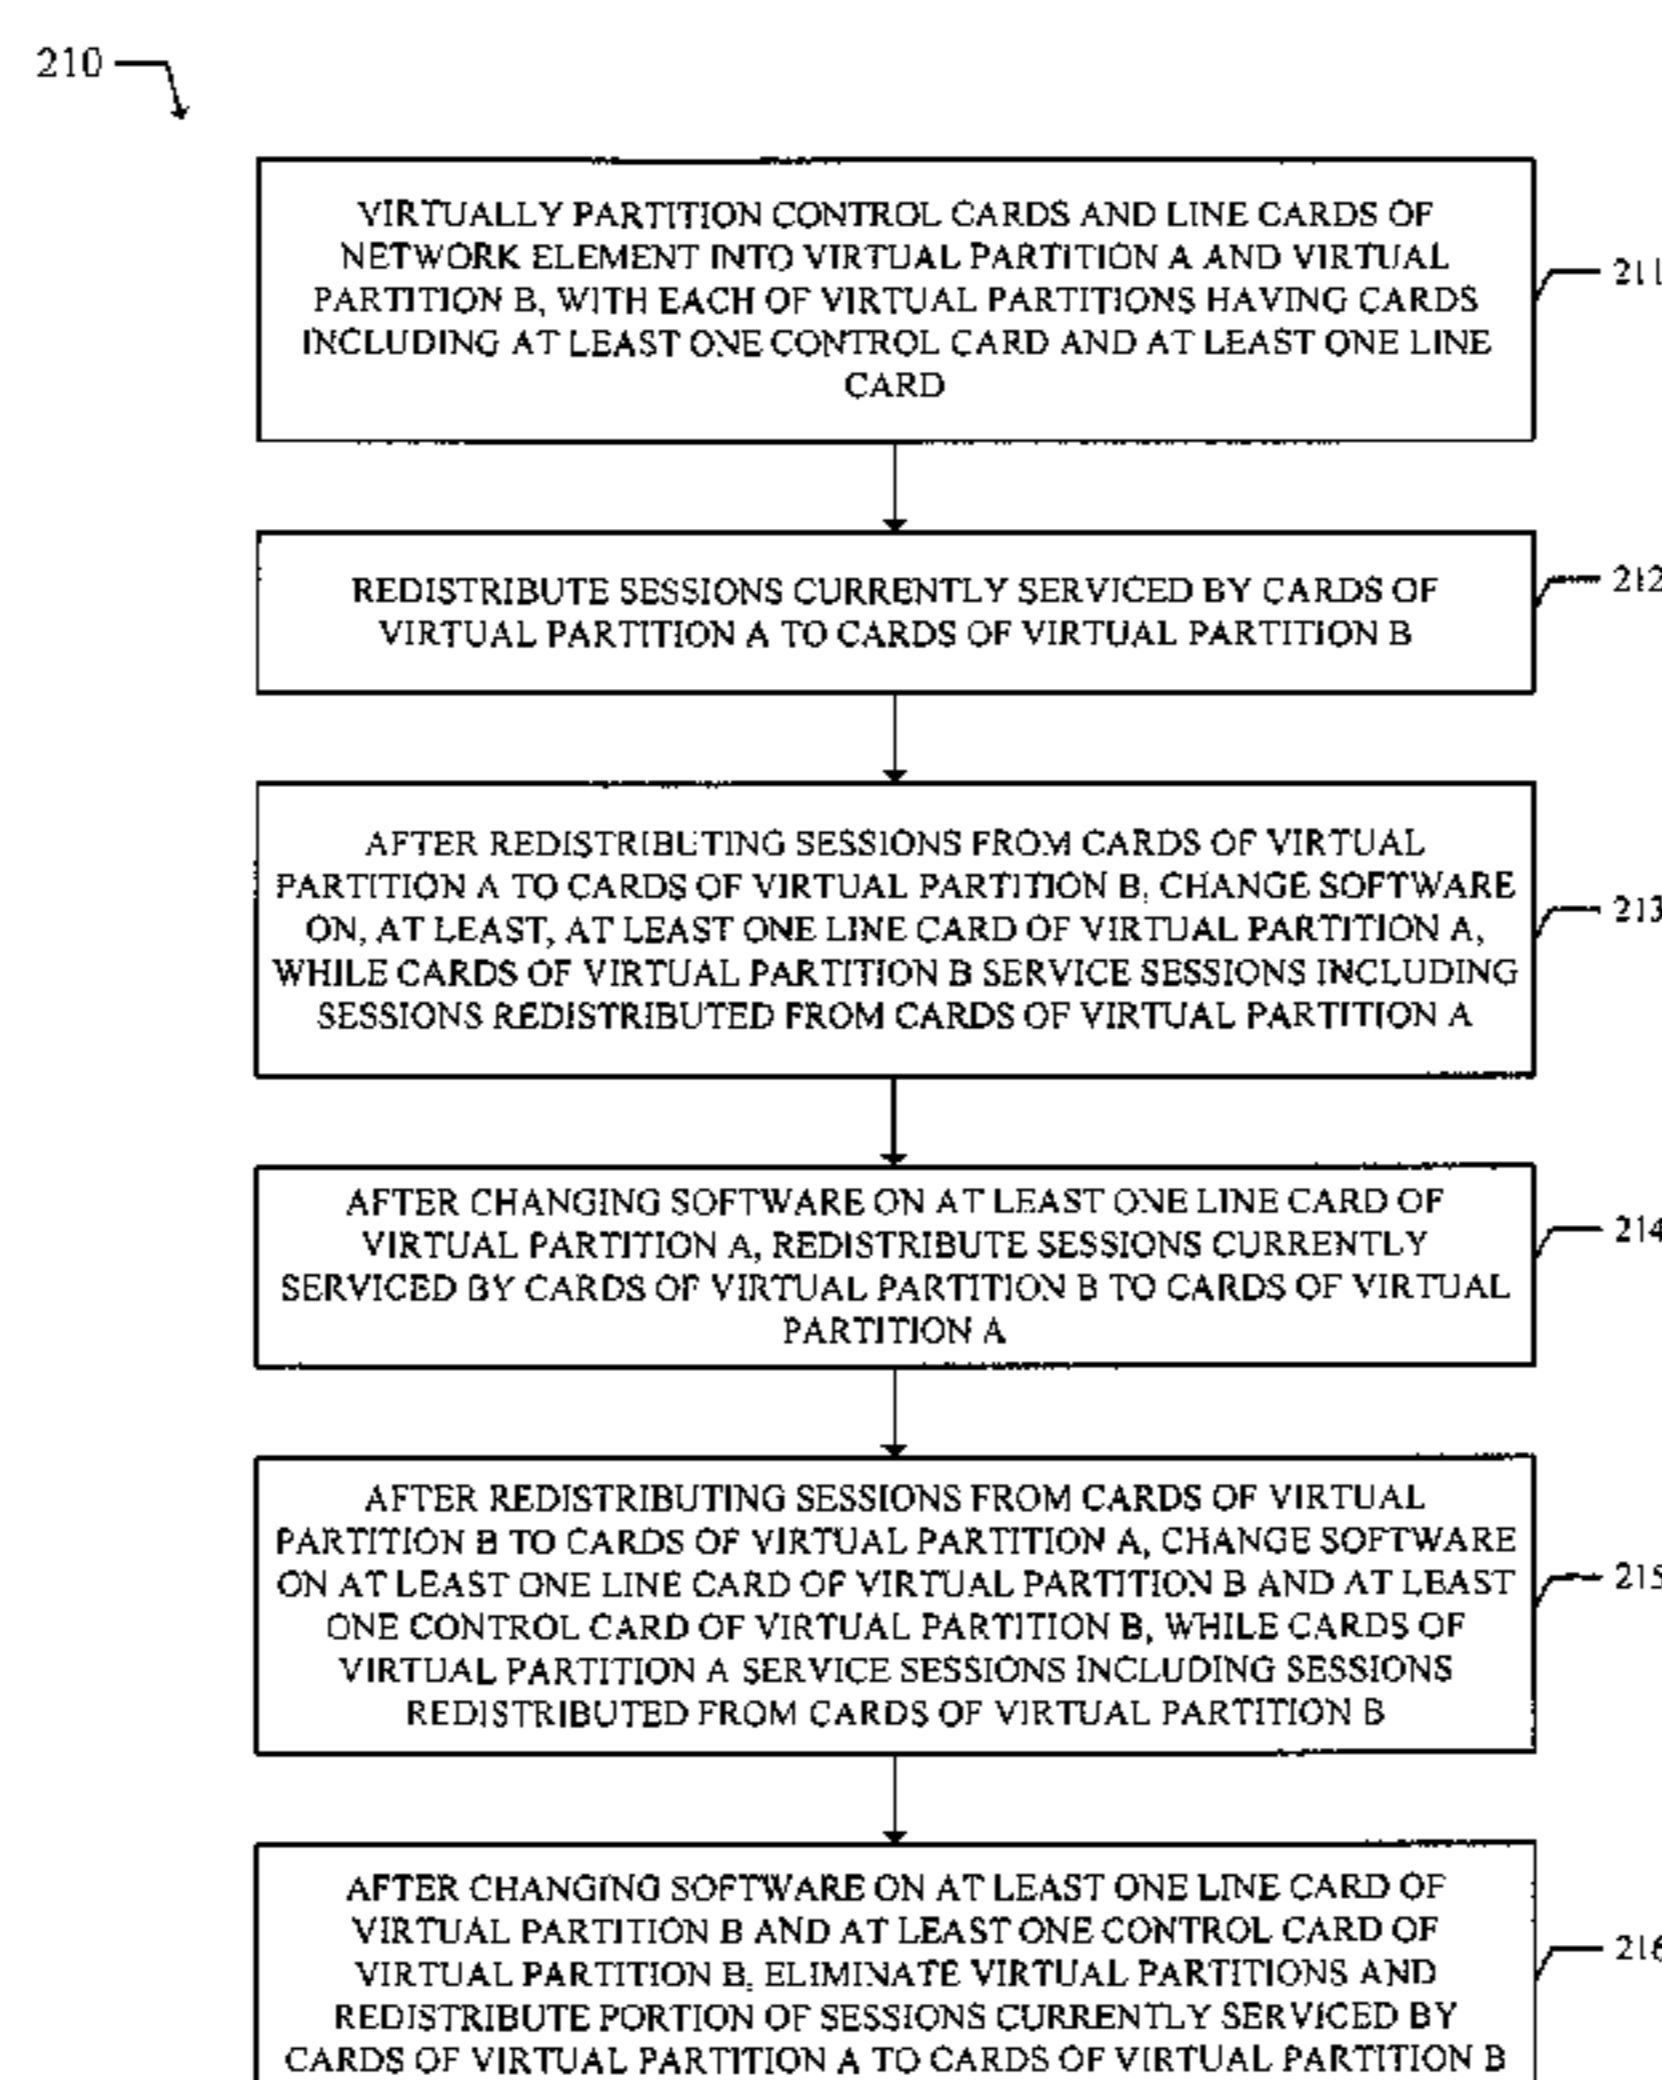 210
VIRTUALLY PARTITION CONTROL CARDS AND LINE CARDS OF
NETWORK ELEMENT INTO VIRTUAL PARTITION A AND VIRTUAL
PARTITION B, WITH EACH OF VIRTUAL PARTITIONS HAVING CARDS
INCLUDING AT LEAST ONE CONTROL CARD AND AT LEAST ONE LINE
CARD
211
REDISTRIBUTE SESSIONS CURRENTLY SERVICED BY CARDS OF
VIRTUAL PARTITION A TO CARDS OF VIRTUAL PARTITION B
212
AFTER REDISTRIBUTING SESSIONS FROM CARDS OF VIRTUAL
PARTITION A TO CARDS OF VIRTUAL PARTITION B, CHANGE SOFTWARE
ON, AT LEAST, AT LEAST ONE LINE CARD OF VIRTUAL PARTITION A,
WHILE CARDS OF VIRTUAL PARTITION B SERVICE SESSIONS INCLUDING
SESSIONS REDISTRIBUTED FROM CARDS OF VIRTUAL PARTITION A
213
AFTER CHANGING SOFTWARE ON AT LEAST ONE LINE CARD OF
VIRTUAL PARTITION A, REDISTRIBUTE SESSIONS CURRENTLY
SERVICED BY CARDS OF VIRTUAL PARTITION B TO CARDS OF VIRTUAL
PARTITION A
214
AFTER REDISTRIBUTING SESSIONS FROM CARDS OF VIRTUAL
PARTITION B TO CARDS OF VIRTUAL PARTITION A, CHANGE SOFTWARE
ON AT LEAST ONE LINE CARD OF VIRTUAL PARTITION B AND AT LEAST
ONE CONTROL CARD OF VIRTUAL PARTITION B, WHILE CARDS OF
VIRTUAL PARTITION A SERVICE SESSIONS INCLUDING SESSIONS
REDISTRIBUTED FROM CARDS OF VIRTUAL PARTITION B
215
AFTER CHANGING SOFTWARE ON AT LEAST ONE LINE CARD OF
VIRTUAL PARTITION B AND AT LEAST ONE CONTROL CARD OF
VIRTUAL PARTITION B, ELIMINATE VIRTUAL PARTITIONS AND
REDISTRIBUTE PORTION OF SESSIONS CURRENTLY SERVICED BY
CARDS OF VIRTUAL PARTITION A TO CARDS OF VIRTUAL PARTITION B
216